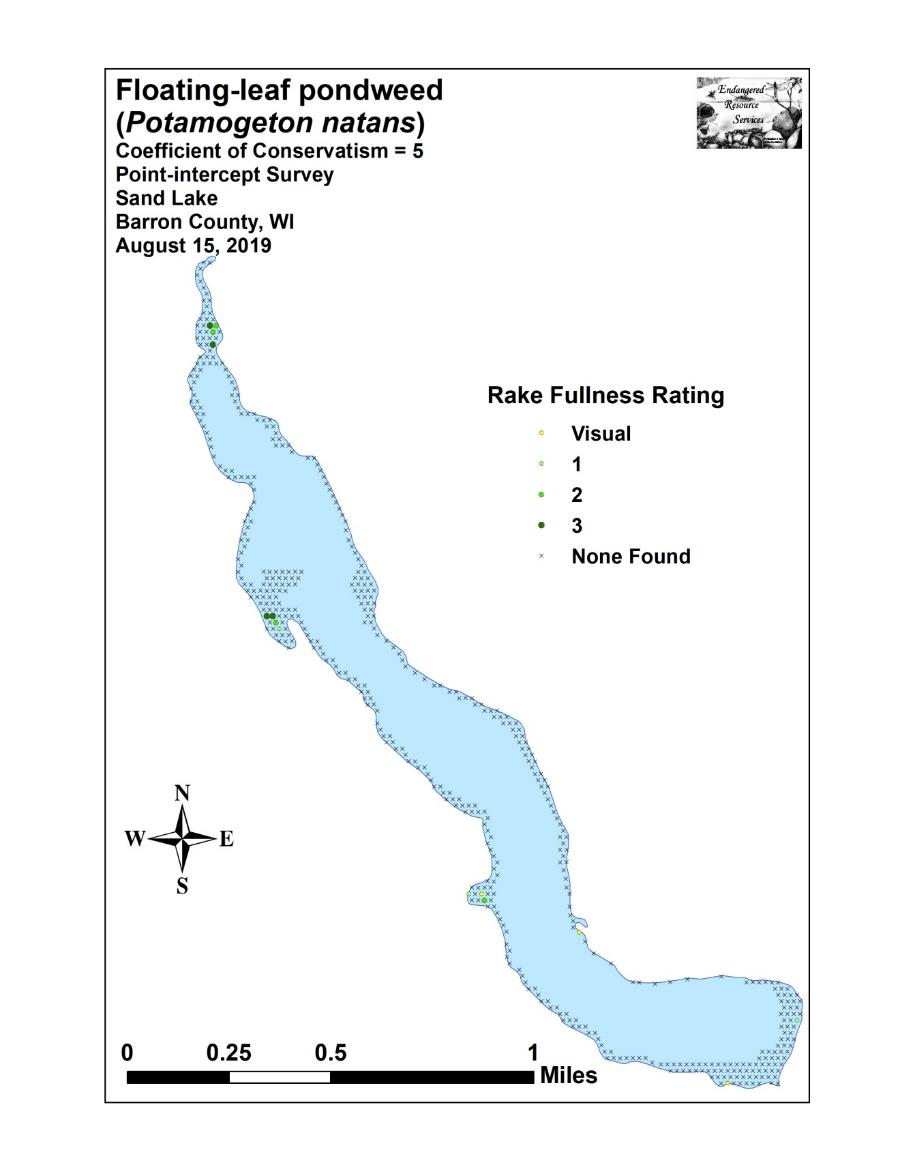 Floating-leaf pondweed
(Potamogeton natans)
Coefficient of Conservatism = 5
Point-intercept Survey
Sand Lake
Barron County, WI
August 15, 2019
Endangered
Resource
Services
Rake Fullness Rating
Visual
1
2
3
None Found
N
W E
S
0 0.25 0.5 1
Miles